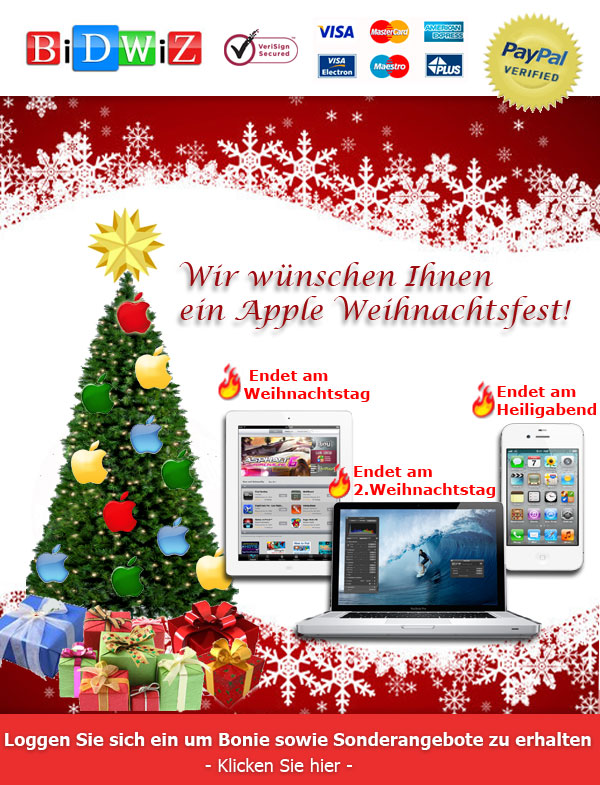 BiDWiZ
VeriSign
Secured
VISA
MasterCard
AMERICAN
EXPRESS
VISA
Electron
Maestro
PLUS
PayPal
VERIFIED
Wir wünschen Ihnen
ein Apple Weihnachtsfest!
Endet am
Weihnachtstag
Endet am
Heiligabend
Endet am
2.Weihnachtstag
Loggen Sie sich ein um Bonie sowie Sonderangebote zu erhalten
- Klicken Sie hier -